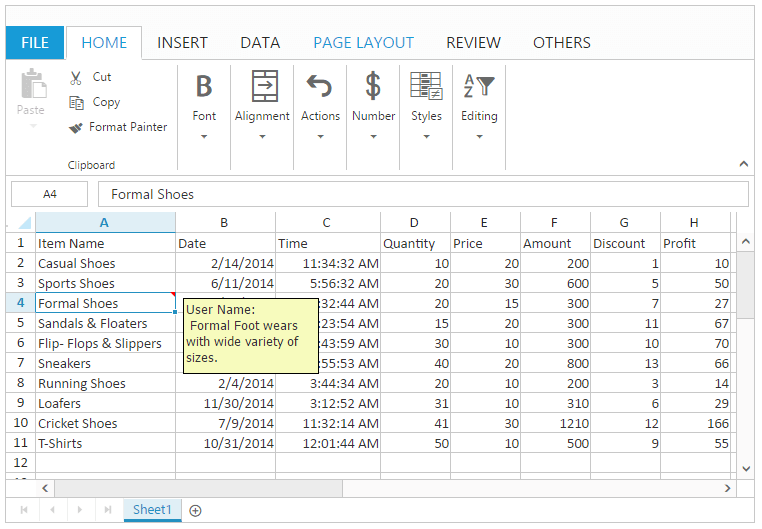 FILE HOME INSERT DATA PAGE LAYOUT REVIEW OTHERS
Paste
Cut
Copy
Format Painter
Clipboard
B
Font Alignment Actions Number Styles Editing
A4 Formal Shoes
A B C D E F G H
1 Item Name Date Time Quantity Price Amount Discount Profit
2 Casual Shoes 2/14/2014 11:34:32 AM 10 20 200 1 10
3 Sports Shoes 6/11/2014 5:56:32 AM 20 30 600 5 50
4 Formal Shoes :32:44 AM 20 15 300 7 27
5 Sandals & Floaters :23:54 AM 15 20 300 11 67
6 Flip- Flops & Slippers :43:59 AM 30 10 300 10 70
7 Sneakers :55:53 AM 40 20 800 13 66
User Name:
Formal Foot wears
with wide variety of
sizes.
8 Running Shoes 2/4/2014 3:44:34 AM 20 10 200 3 14
9 Loafers 11/30/2014 3:12:52 AM 31 10 310 6 29
10 Cricket Shoes 7/9/2014 11:32:14 AM 41 30 1210 12 166
11 T-Shirts 10/31/2014 12:01:44 AM 50 10 500 9 55
12
Sheet1